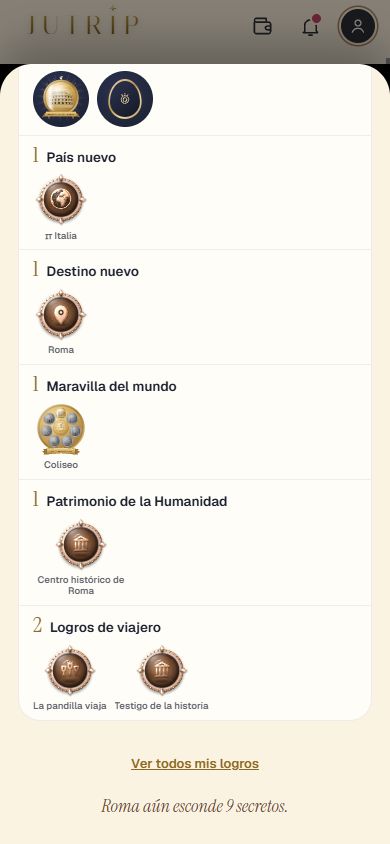 JUTRIP
1 País nuevo
IT Italia
1 Destino nuevo
Roma
1 Maravilla del mundo
Coliseo
1 Patrimonio de la Humanidad
Centro histórico de
Roma
2 Logros de viajero
La pandilla viaja Testigo de la historia
Ver todos mis logros
Roma aún esconde 9 secretos.